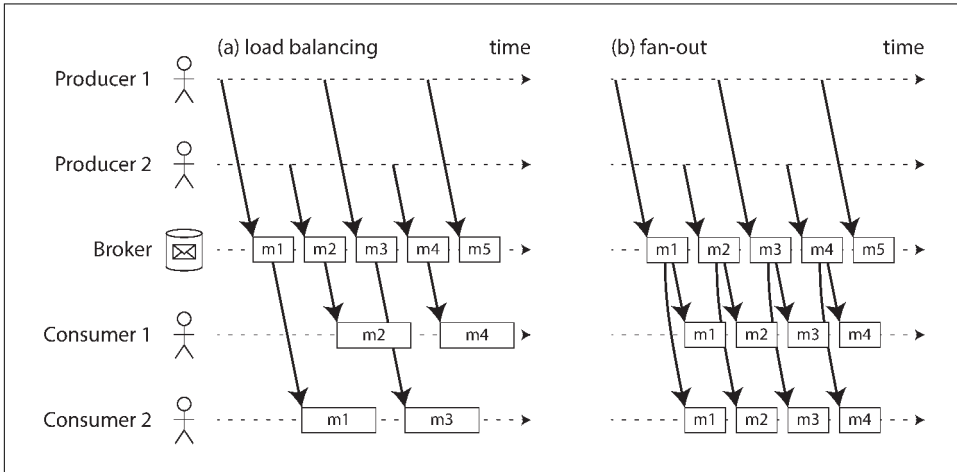 (a) load balancing time (b) fan-out time
Producer 1
Producer 2
Broker m1 m2 m3 m4 m5 m1 m2 m3 m4 m5
Consumer 1 m2 m4 m1 m2 m3 m4
Consumer 2 m1 m3 m1 m2 m3 m4